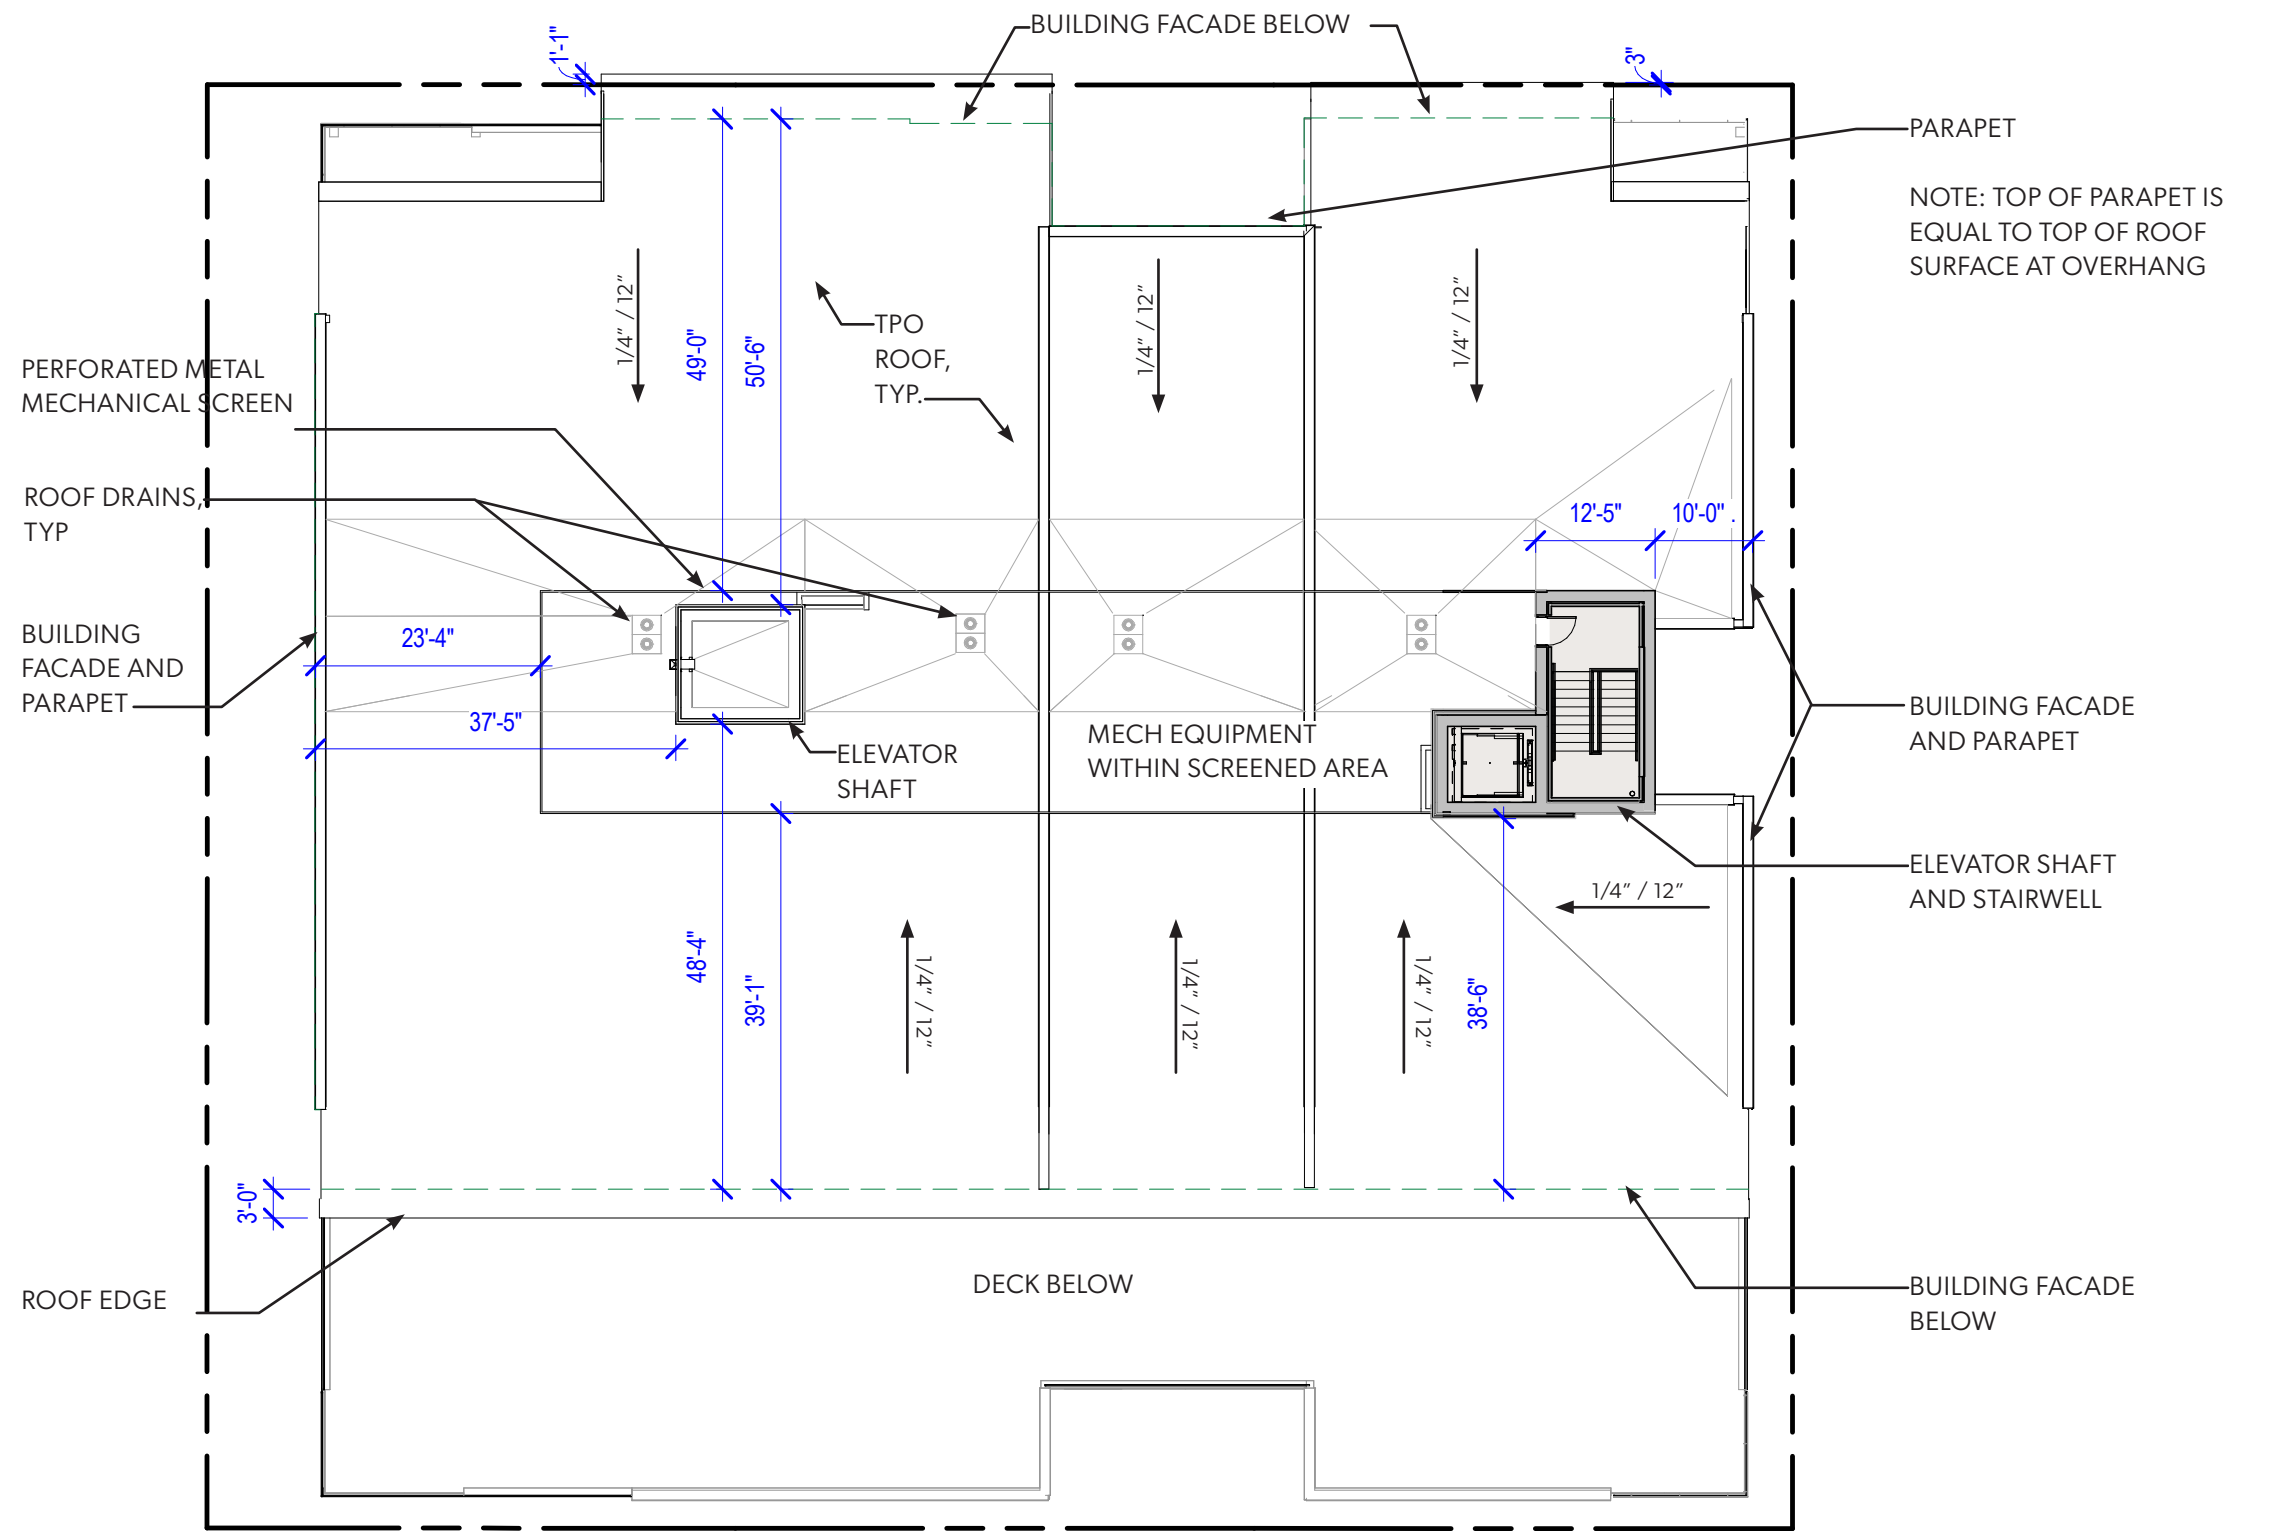 BUILDING FACADE BELOW
1'-1"
3"
PARAPET
NOTE: TOP OF PARAPET IS
EQUAL TO TOP OF ROOF
SURFACE AT OVERHANG
1/4" / 12"
1/4" / 12"
1/4" / 12"
TPO
ROOF,
TYP.
49'-0"
50'-6"
PERFORATED METAL
MECHANICAL SCREEN
ROOF DRAINS,
TYP
12'-5"
10'-0" .
BUILDING
FACADE AND
PARAPET
23'-4"
37'-5"
ELEVATOR
SHAFT
MECH EQUIPMENT
WITHIN SCREENED AREA
BUILDING FACADE
AND PARAPET
ELEVATOR SHAFT
AND STAIRWELL
1/4" / 12"
48'-4"
39'-1"
1/4" / 12"
1/4" / 12"
1/4" / 12"
38'-6"
3'-0"
ROOF EDGE
DECK BELOW
BUILDING FACADE
BELOW